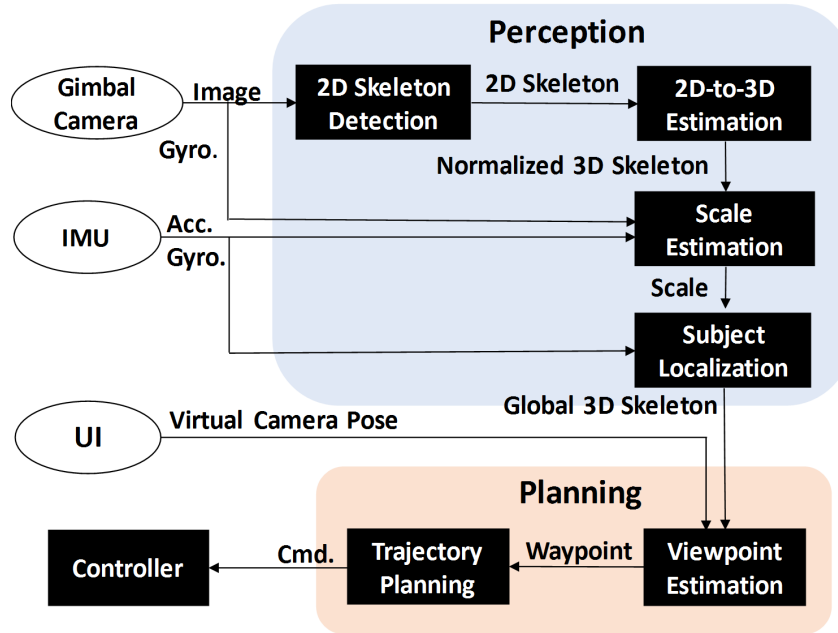 Perception
Gimbal
Camera
Image
Gyro.
2D Skeleton
Detection
2D Skeleton
2D-to-3D
Estimation
Normalized 3D Skeleton
IMU
Acc.
Gyro.
Scale
Estimation
Scale
Subject
Localization
Global 3D Skeleton
UI
Virtual Camera Pose
Planning
Controller
Cmd.
Trajectory
Planning
Waypoint
Viewpoint
Estimation